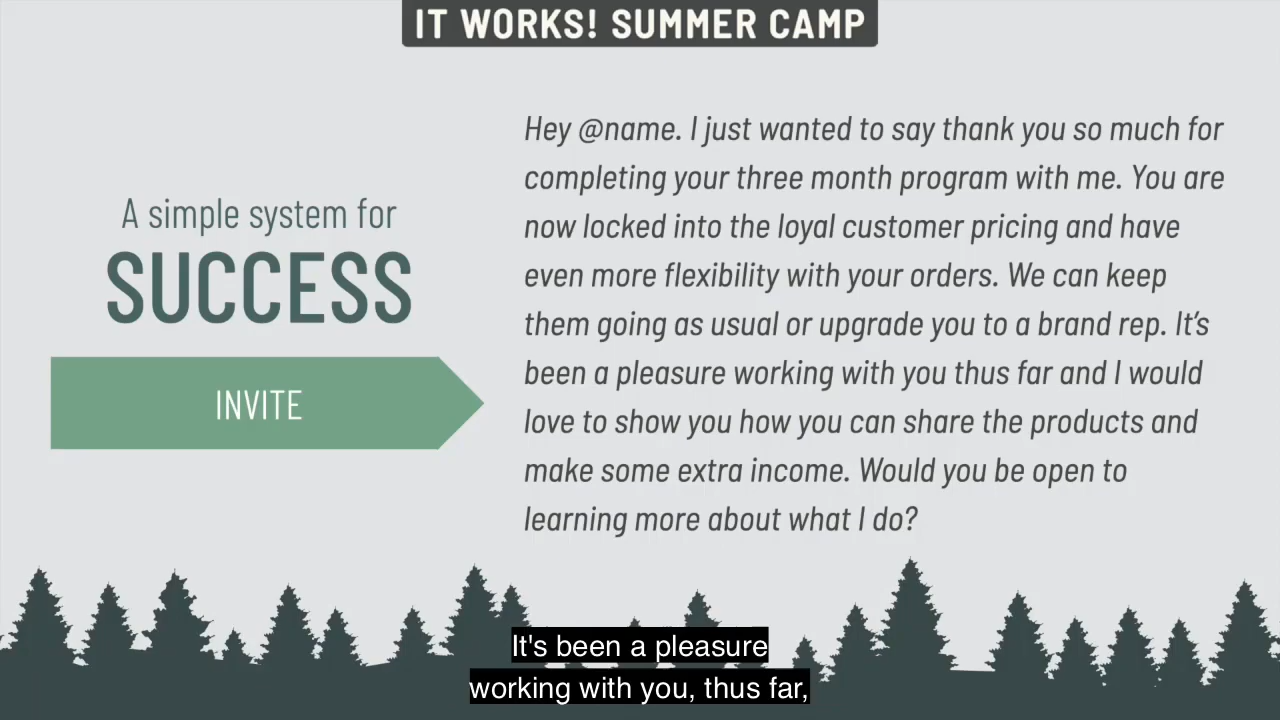 IT WORKS! SUMMER CAMP
A simple system for
SUCCESS
INVITE
Hey @name. I just wanted to say thank you so much for
completing your three month program with me. You are
now locked into the loyal customer pricing and have
even more flexibility with your orders. We can keep
them going as usual or upgrade you to a brand rep. It’s
been a pleasure working with you thus far and I would
love to show you how you can share the products and
make some extra income. Would you be open to
learning more about what I do?
It's been a pleasure
working with you, thus far,